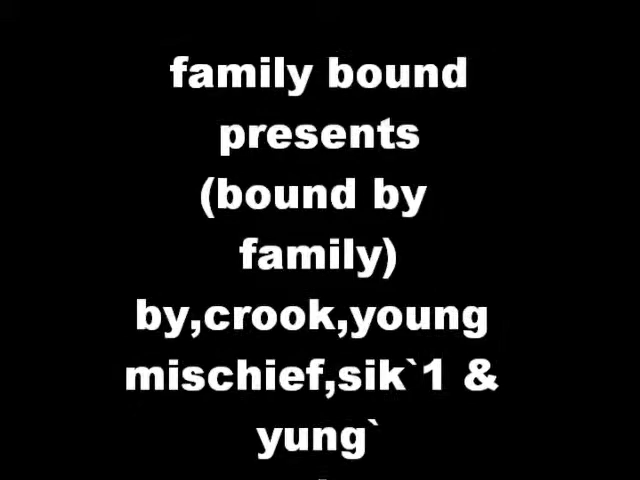 family bound
presents
(bound by
family)
by,crook,young
mischief,sik`1 &
yung`